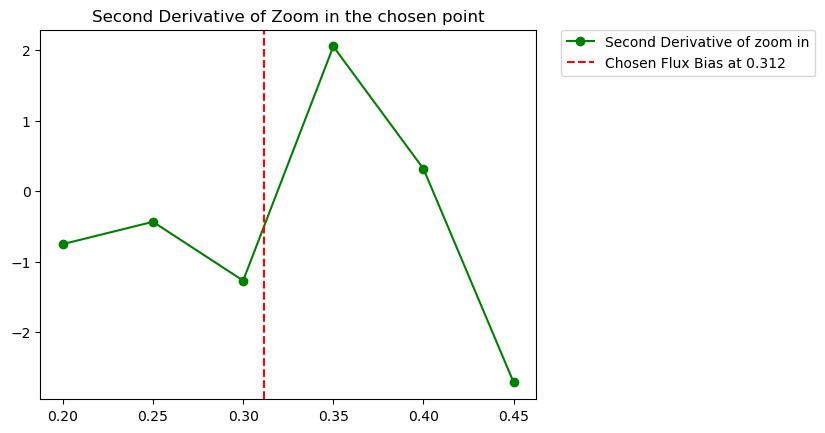 Second Derivative of Zoom in the chosen point
Second Derivative of zoom in
Chosen Flux Bias at 0.312
2
1
0
−1
−2
0.20 0.25 0.30 0.35 0.40 0.45